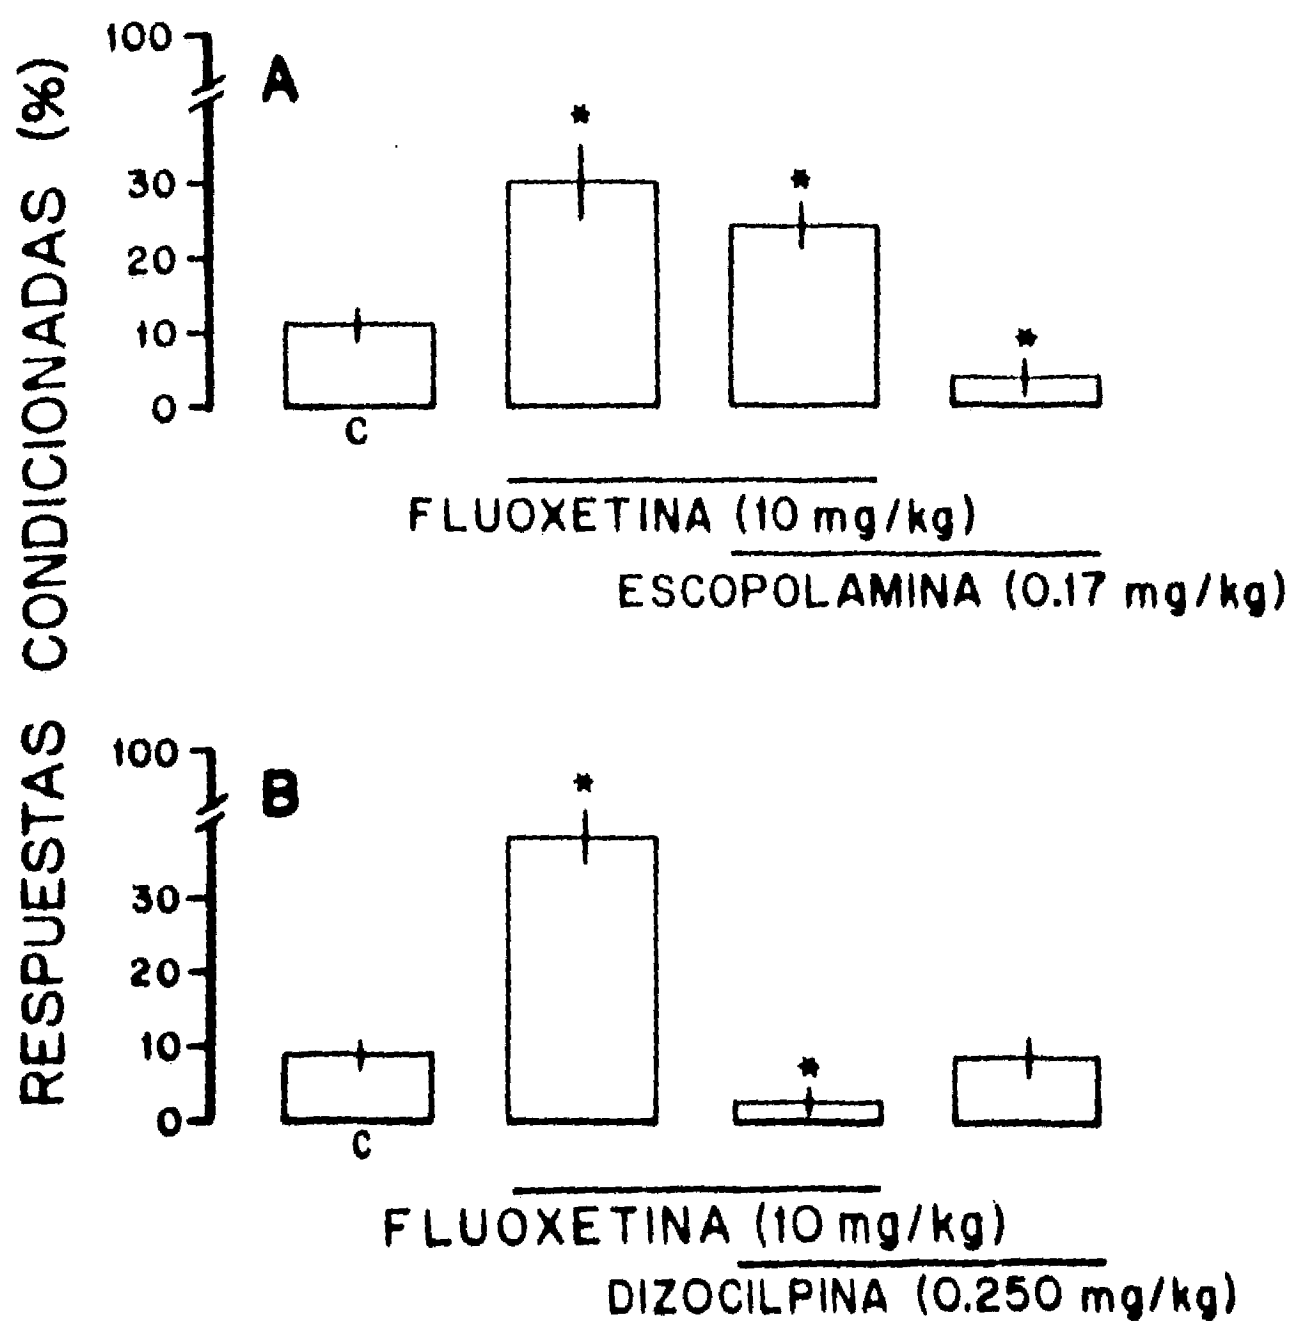 RESPUESTAS CONDICIONADAS (%)
A
100
30
20
10
0
*
*
*
C
FLUOXETINA (10 mg/kg)
ESCOPOLAMINA (0.17 mg/kg)
B
100
30
20
10
0
*
*
C
FLUOXETINA (10 mg/kg)
DIZOCILPINA (0.250 mg/kg)